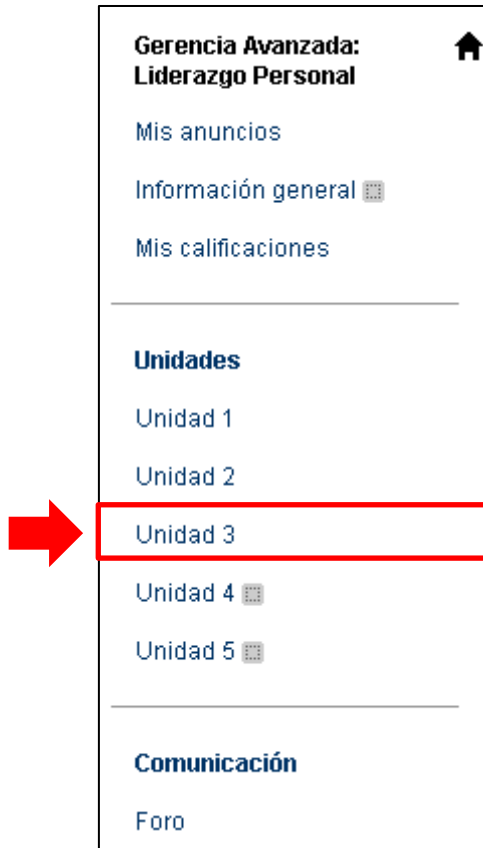 Gerencia Avanzada:
Liderazgo Personal
Mis anuncios
Información general
Mis calificaciones
Unidades
Unidad 1
Unidad 2
Unidad 3
Unidad 4
Unidad 5
Comunicación
Foro